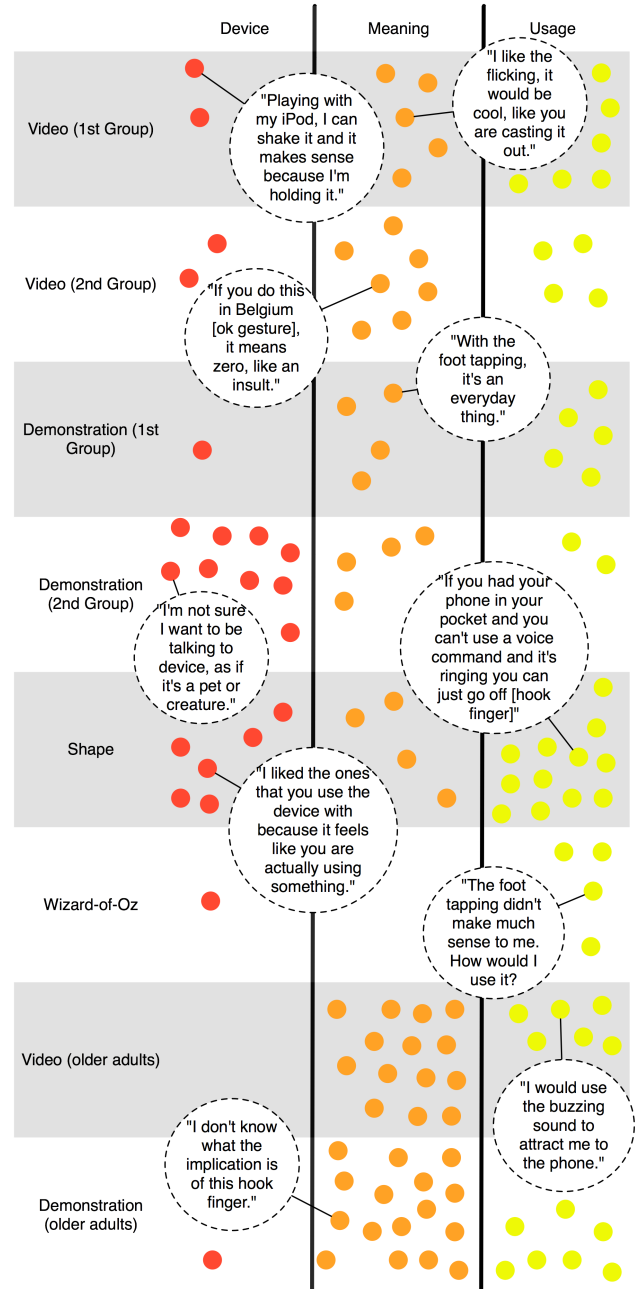 Device
Meaning
Usage
Video (1st Group)
"Playing with
my iPod, I can
shake it and it
makes sense
because I'm
holding it."
"I like the
flicking, it
would be
cool, like you
are casting it
out."
Video (2nd Group)
"If you do this
in Belgium
[ok gesture],
it means
zero, like an
insult."
"With the
foot tapping,
it's an
everyday
thing."
Demonstration (1st
Group)
Demonstration
(2nd Group)
"I'm not sure
I want to be
talking to
device, as if
it's a pet or
creature."
"If you had your
phone in your
pocket and you
can't use a voice
command and it's
ringing you can
just go off [hook
finger]"
Shape
"I liked the ones
that you use the
device with
because it feels
like you are
actually using
something."
Wizard-of-Oz
"The foot
tapping didn't
make much
sense to me.
How would I
use it?
Video (older adults)
"I would use
the buzzing
sound to
attract me to
the phone."
"I don't know
what the
implication is
of this hook
finger."
Demonstration
(older adults)